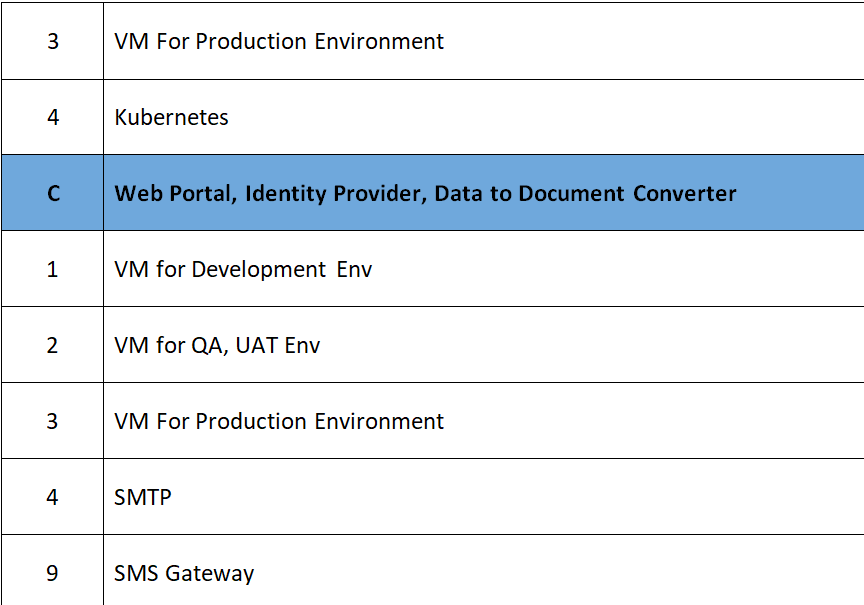 3 VM For Production Environment
4 Kubernetes
C Web Portal, Identity Provider, Data to Document Converter
1 VM for Development Env
2 VM for QA, UAT Env
3 VM For Production Environment
4 SMTP
9 SMS Gateway